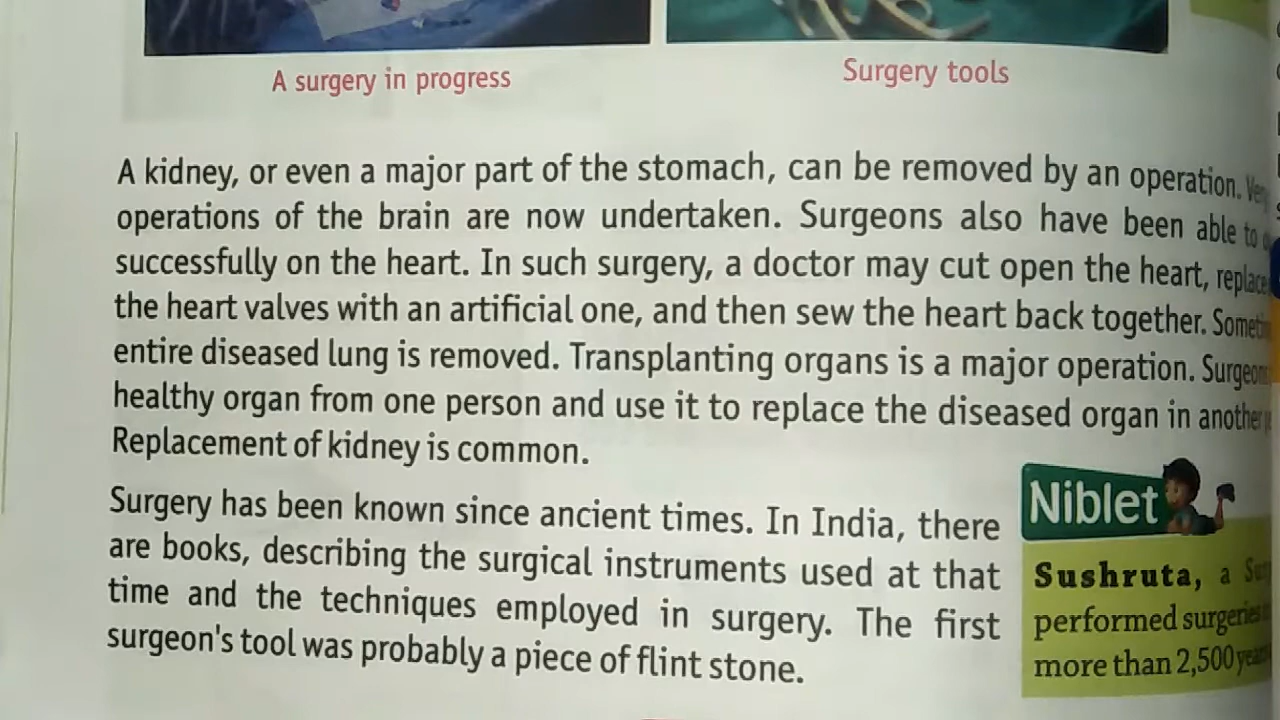 A surgery in progress
Surgery tools
A kidney, or even a major part of the stomach, can be removed by an operation.
operations of the brain are now undertaken. Surgeons also have been able to
successfully on the heart. In such surgery, a doctor may cut open the heart, replace
the heart valves with an artificial one, and then sew the heart back together.
entire diseased lung is removed. Transplanting organs is a major operation.
healthy organ from one person and use it to replace the diseased organ in another
Replacement of kidney is common.
Surgery has been known since ancient times. In India, there
are books, describing the surgical instruments used at that
time and the techniques employed in surgery. The first
surgeon's tool was probably a piece of flint stone.
Niblet
Sushruta, a
performed surgeries
more than 2,500